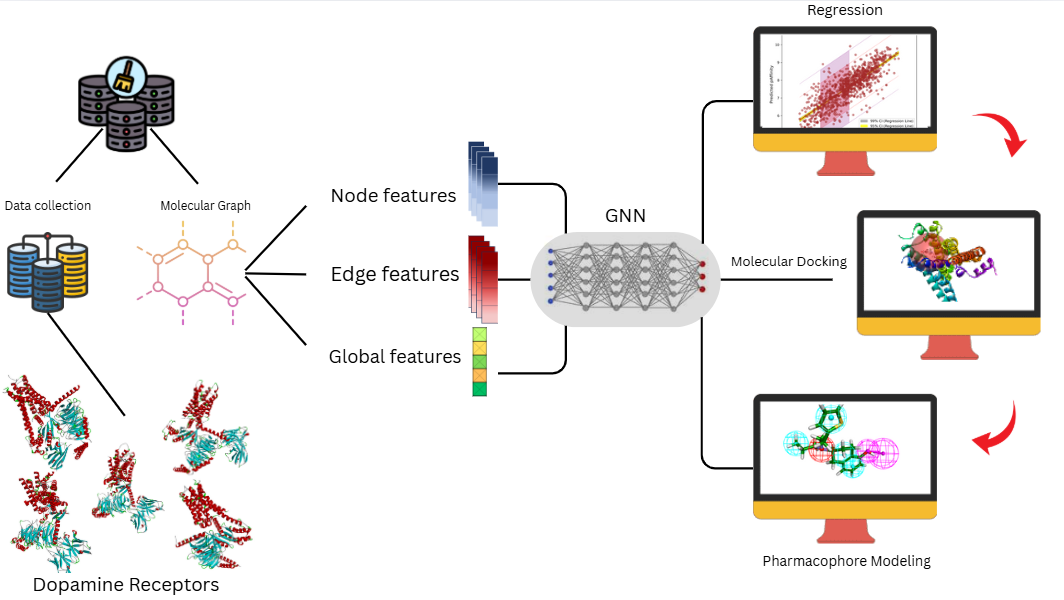 Regression
Predicted pAffinity
99% CI (Regression Line)
95% CI (Regression Line)
Data collection
Molecular Graph
Node features
Edge features
Global features
GNN
Molecular Docking
Pharmacophore Modeling
Dopamine Receptors